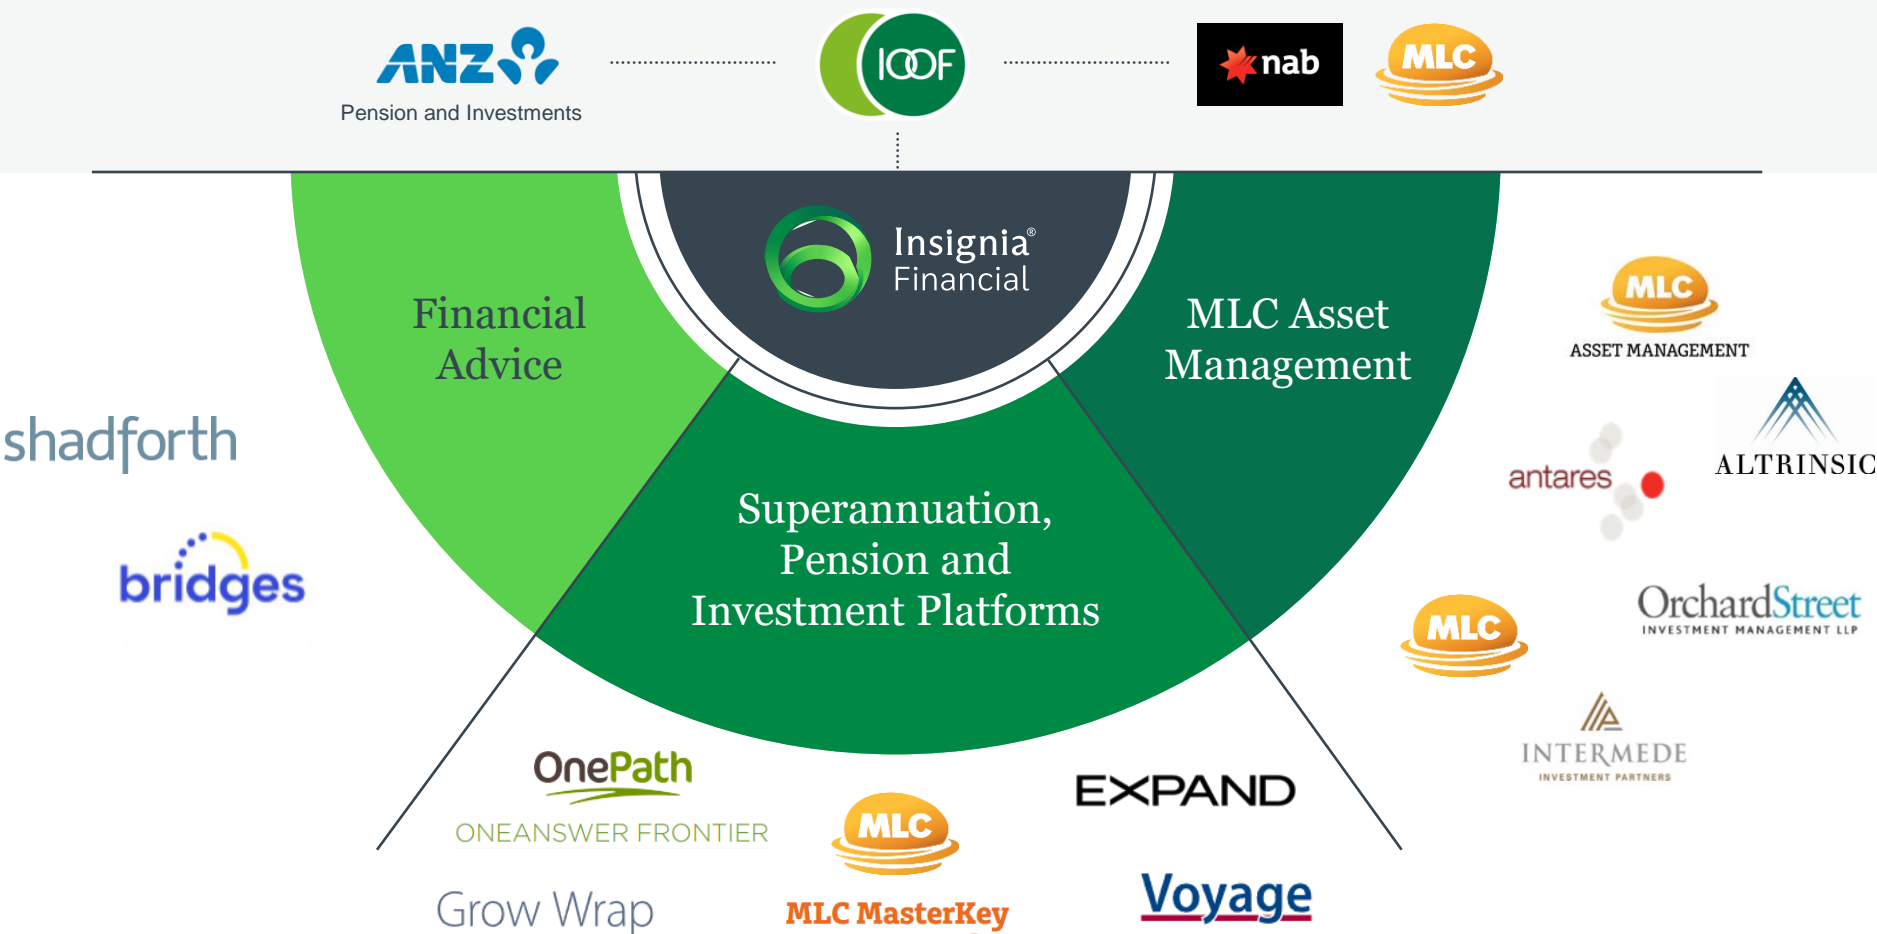 ANZ
Pension and Investments
IOOF
nab
MLC
Insignia®
Financial
Financial
Advice
MLC Asset
Management
Superannuation,
Pension and
Investment Platforms
shadforth
bridges
MLC
ASSET MANAGEMENT
ALTRINSIC
antares
OrchardStreet
INVESTMENT MANAGEMENT LLP
MLC
INTERMEDE
INVESTMENT PARTNERS
OnePath
ONEANSWER FRONTIER
Grow Wrap
MLC
MLC MasterKey
EXPAND
Voyage